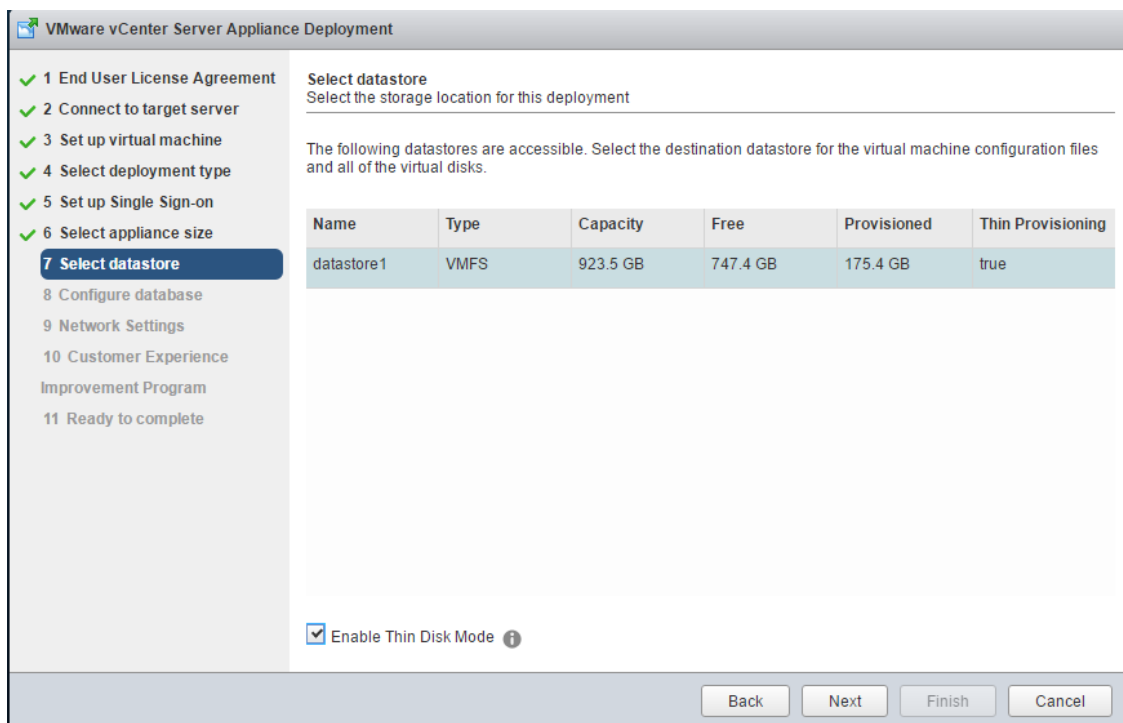 VMware vCenter Server Appliance Deployment
1 End User License Agreement
2 Connect to target server
3 Set up virtual machine
4 Select deployment type
5 Set up Single Sign-on
6 Select appliance size
7 Select datastore
8 Configure database
9 Network Settings
10 Customer Experience
Improvement Program
11 Ready to complete
Select datastore
Select the storage location for this deployment
The following datastores are accessible. Select the destination datastore for the virtual machine configuration files
and all of the virtual disks.
Name Type Capacity Free Provisioned Thin Provisioning
datastore1 VMFS 923.5 GB 747.4 GB 175.4 GB true
Enable Thin Disk Mode
Back Next Finish Cancel